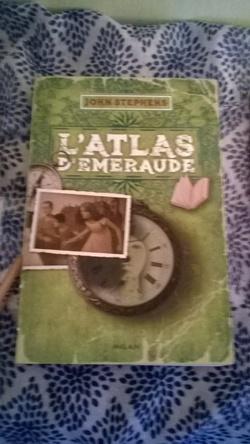 JOHN STEPHENS
L'ATLAS
D'EMERAUDE
MILAN